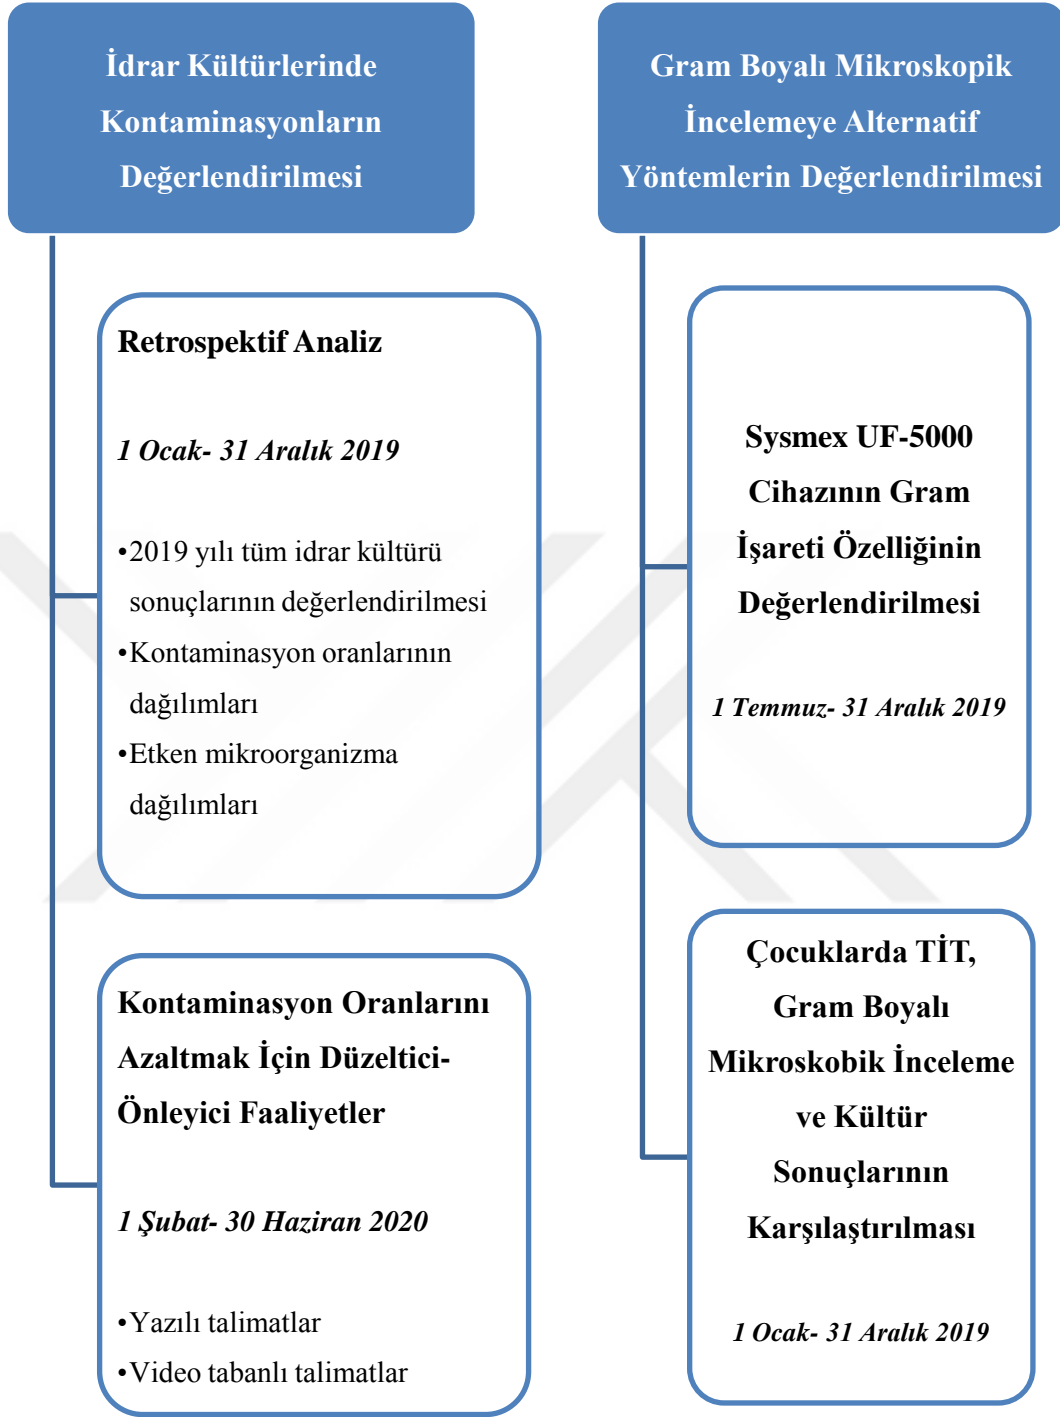 İdrar Kültürlerinde
Kontaminasyonların
Değerlendirilmesi
Retrospektif Analiz
1 Ocak- 31 Aralık 2019
•2019 yılı tüm idrar kültürü
sonuçlarının değerlendirilmesi
•Kontaminasyon oranlarının
dağılımları
•Etken mikroorganizma
dağılımları
Kontaminasyon Oranlarını
Azaltmak İçin Düzeltici-
Önleyici Faaliyetler
1 Şubat- 30 Haziran 2020
•Yazılı talimatlar
•Video tabanlı talimatlar
Gram Boyalı Mikroskopik
İncelemeye Alternatif
Yöntemlerin Değerlendirilmesi
Sysmex UF-5000
Cihazının Gram
İşareti Özelliğinin
Değerlendirilmesi
1 Temmuz- 31 Aralık 2019
Çocuklarda TİT,
Gram Boyalı
Mikroskobik İnceleme
ve Kültür
Sonuçlarının
Karşılaştırılması
1 Ocak- 31 Aralık 2019